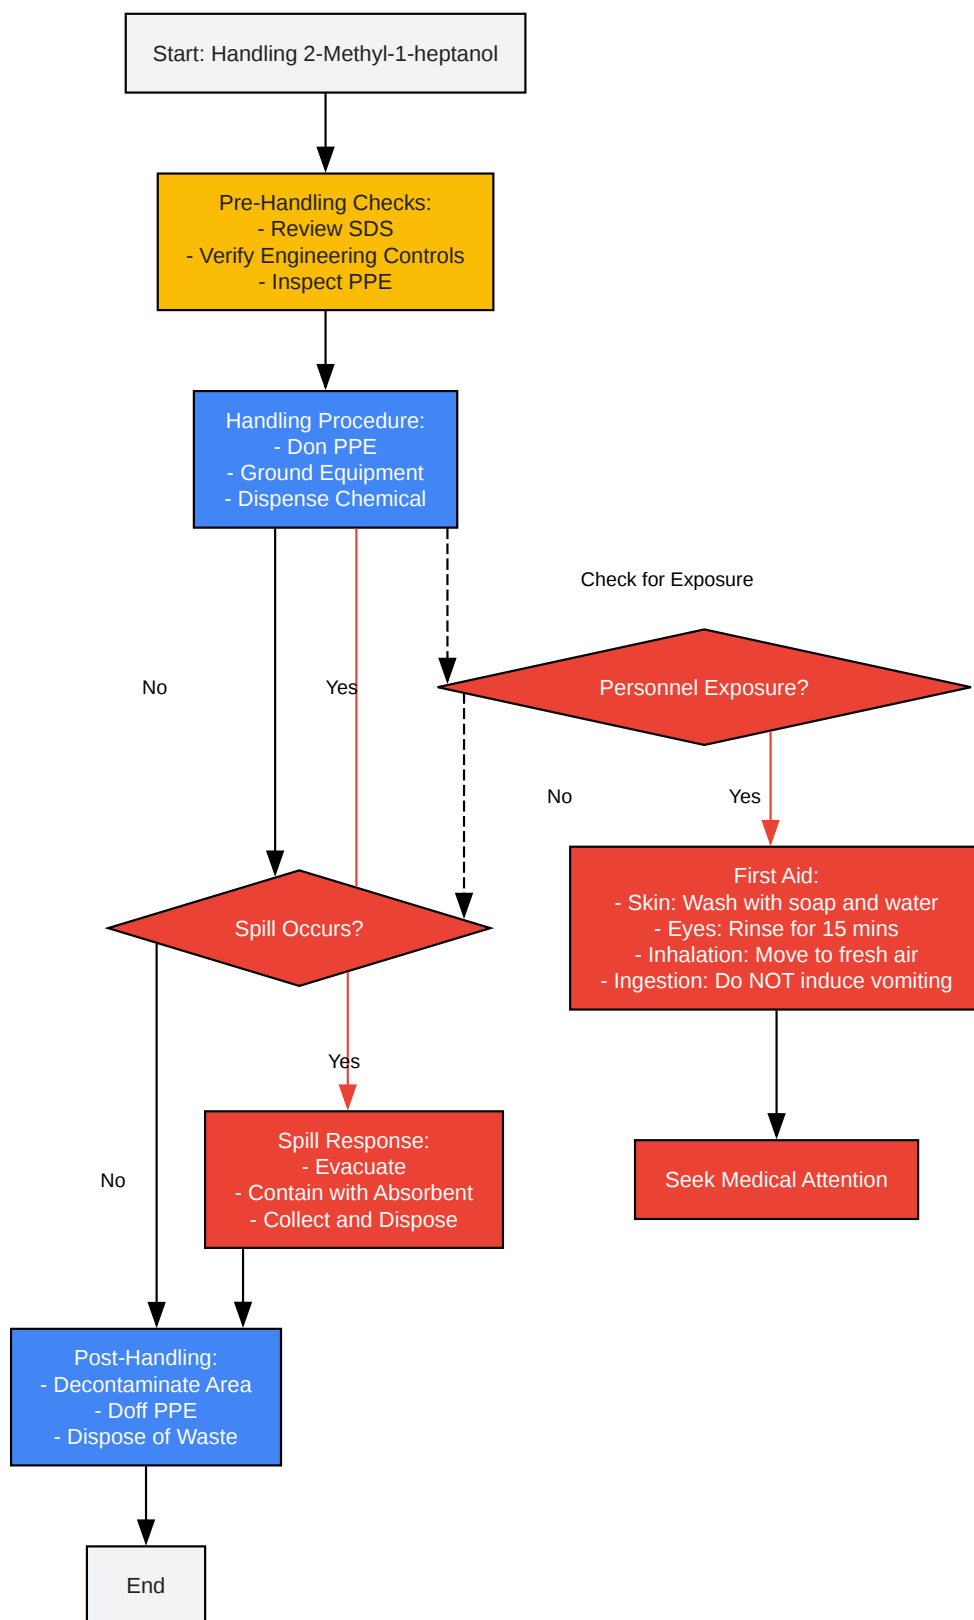 Start: Handling 2-Methyl-1-heptanol
Pre-Handling Checks:
- Review SDS
- Verify Engineering Controls
- Inspect PPE
Handling Procedure:
- Don PPE
- Ground Equipment
- Dispense Chemical
Check for Exposure
No
Yes
Personnel Exposure?
No
Yes
First Aid:
- Skin: Wash with soap and water
- Eyes: Rinse for 15 mins
- Inhalation: Move to fresh air
- Ingestion: Do NOT induce vomiting
Spill Occurs?
Yes
No
Spill Response:
- Evacuate
- Contain with Absorbent
- Collect and Dispose
Seek Medical Attention
Post-Handling:
- Decontaminate Area
- Doff PPE
- Dispose of Waste
End